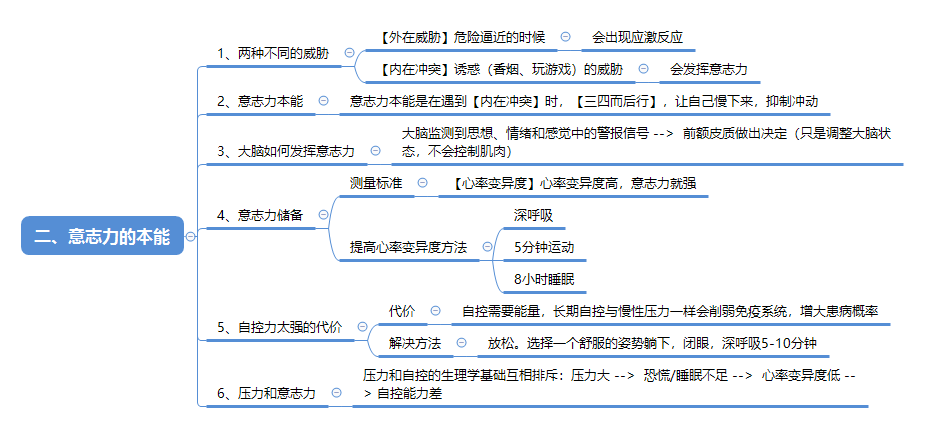 二、意志力的本能
1、两种不同的威胁
【外在威胁】危险逼近的时候
会出现应激反应
【内在冲突】诱惑（香烟、玩游戏）的威胁
会发挥意志力
2、意志力本能
意志力本能是在遇到【内在冲突】时，【三四而后行】，让自己慢下来，抑制冲动
3、大脑如何发挥意志力
大脑监测到思想、情绪和感觉中的警报信号 --> 前额皮质做出决定（只是调整大脑状
态，不会控制肌肉）
4、意志力储备
测量标准
【心率变异度】心率变异度高，意志力就强
提高心率变异度方法
深呼吸
5分钟运动
8小时睡眠
5、自控力太强的代价
代价
自控需要能量，长期自控与慢性压力一样会削弱免疫系统，增大患病概率
解决方法
放松。选择一个舒服的姿势躺下，闭眼，深呼吸5-10分钟
6、压力和意志力
压力和自控的生理学基础互相排斥：压力大 --> 恐慌/睡眠不足 --> 心率变异度低 --
> 自控能力差